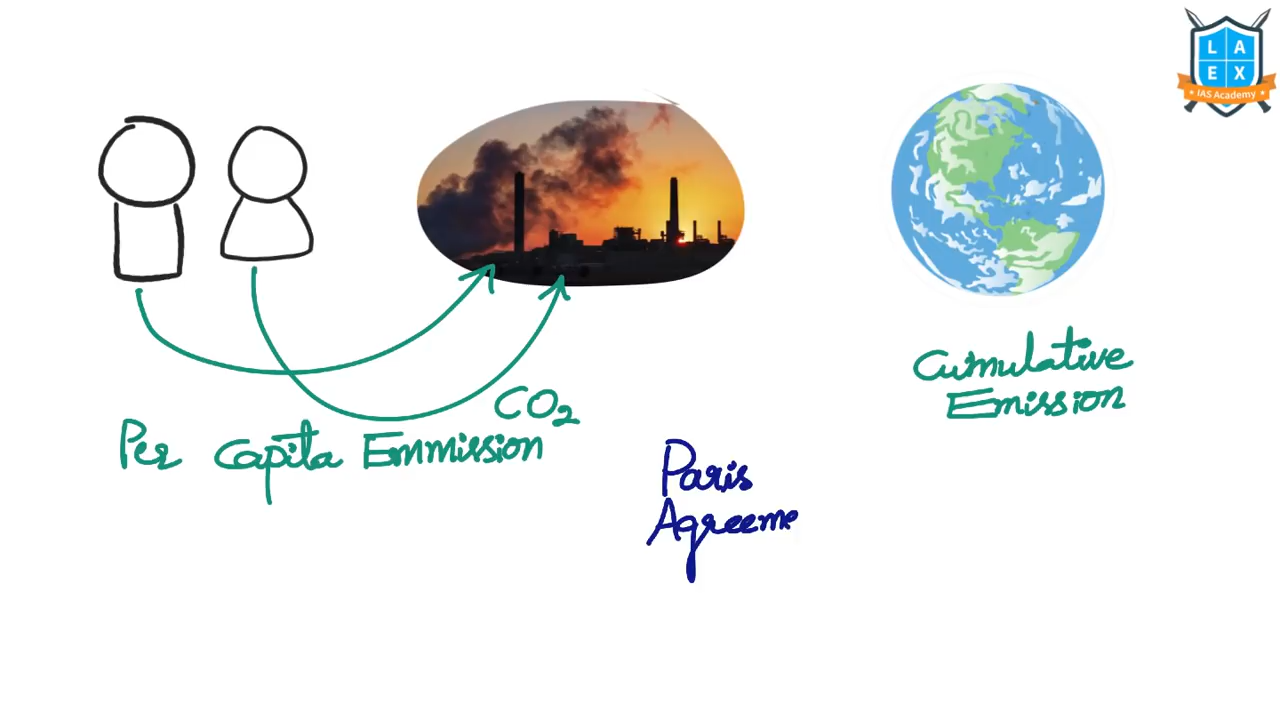 L A
E X
IAS Academy
Cumulative
Emission
CO2
Per Capita Emmission
Paris
Agreeme